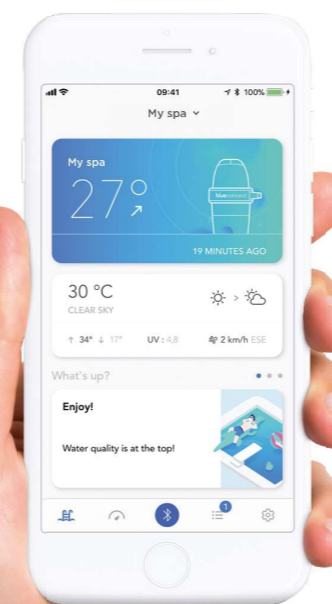 09:41
100%
My spa
My spa
27°
blueconnect
19 MINUTES AGO
30 °C
CLEAR SKY
↑ 34° ↓ 17° UV : 4,8 2 km/h ESE
What's up?
Enjoy!
Water quality is at the top!
1